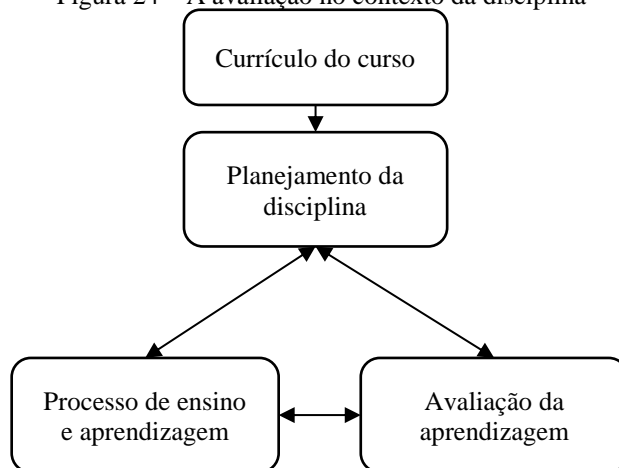 Figura 24 – A avaliação no contexto da disciplina
Currículo do curso
Planejamento da
disciplina
Processo de ensino
e aprendizagem
Avaliação da
aprendizagem